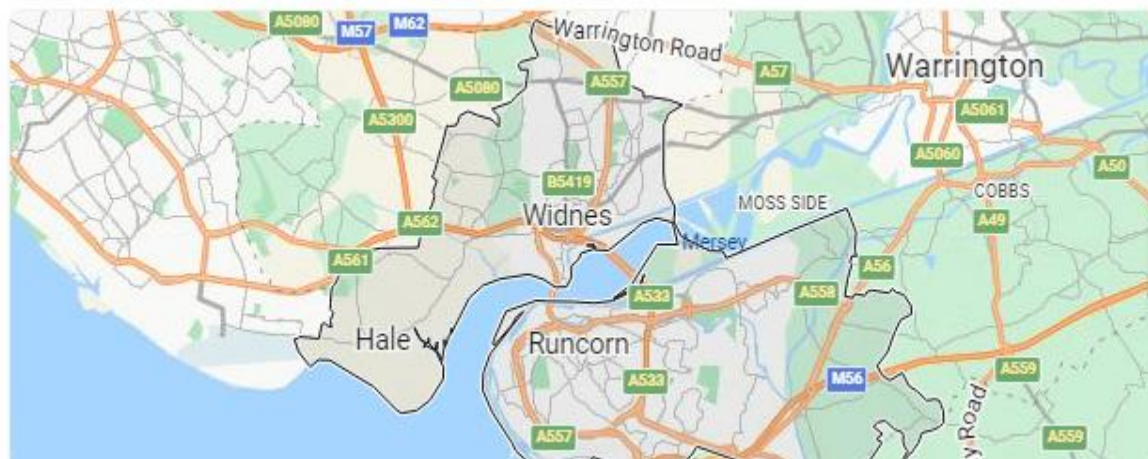 A5080
M57
M62
Warrington Road
A557
A5080
A57
Warrington
A5061
A5300
A5060
A50
B5419
MOSS SIDE
COBBS
Widnes
A562
A49
Mersey
A561
A56
A533
A558
Hale
Runcorn
A533
M56
A559
y Road
A557
A559